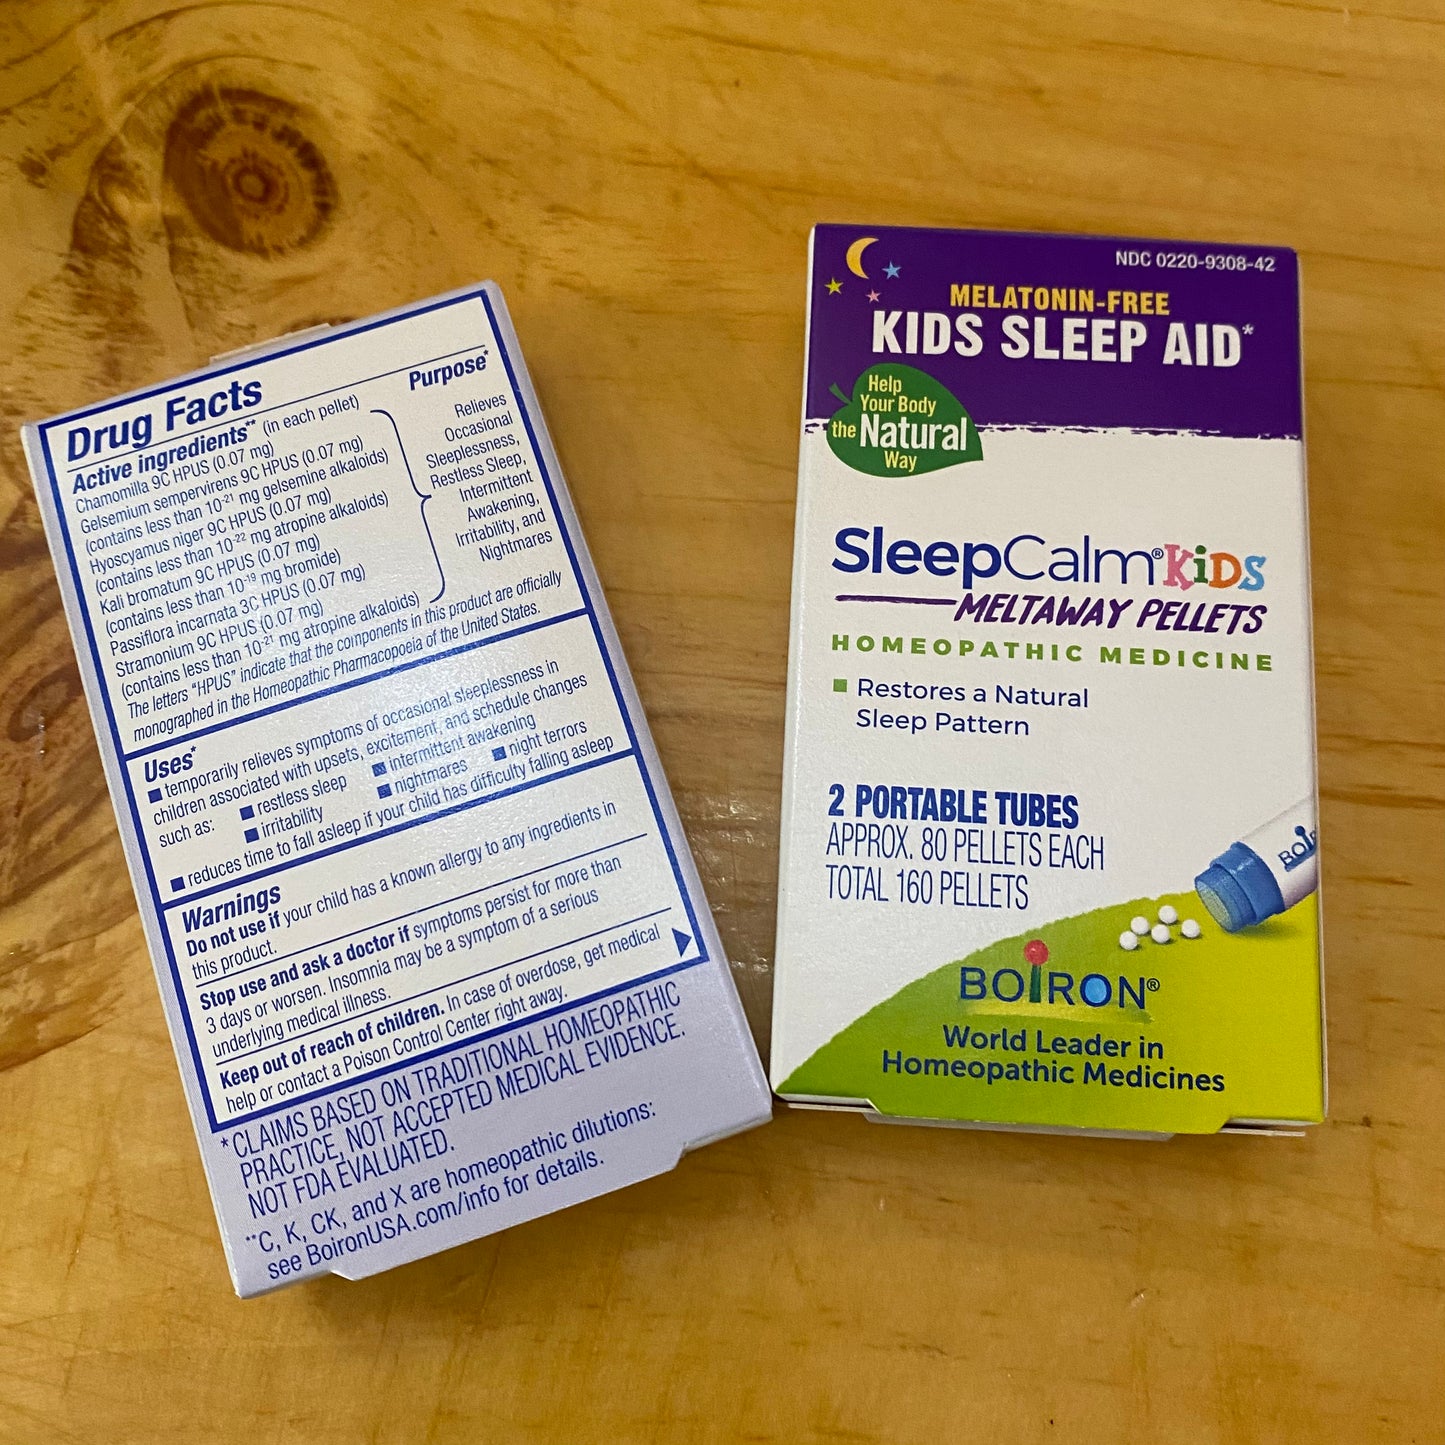 Drug Facts
Active ingredients** (in each pellet)
Purpose*
Chamomilla 9C HPUS (0.07 mg)
Gelsemium sempervirens 9C HPUS (0.07 mg)
(contains less than 10-21 mg gelsemine alkaloids)
Hyoscyamus niger 9C HPUS (0.07 mg)
(contains less than 10-22 mg atropine alkaloids)
Kali bromatum 9C HPUS (0.07 mg)
(contains less than 10-19 mg bromide)
Passiflora incarnata 3C HPUS (0.07 mg)
Stramonium 9C HPUS (0.07 mg)
(contains less than 10-21 mg atropine alkaloids)
Relieves
Occasional
Sleeplessness,
Restless Sleep,
Intermittent
Awakening,
Irritability, and
Nightmares
The letters "HPUS" indicate that the components in this product are officially
monographed in the Homeopathic Pharmacopoeia of the United States.
Uses*
■ temporarily relieves symptoms of occasional sleeplessness in
children associated with upsets, excitement, and schedule changes
such as: ■ restless sleep ■ intermittent awakening
■ irritability ■ nightmares ■ night terrors
■ reduces time to fall asleep if your child has difficulty falling asleep
Warnings
Do not use if your child has a known allergy to any ingredients in
this product.
Stop use and ask a doctor if symptoms persist for more than
3 days or worsen. Insomnia may be a symptom of a serious
underlying medical illness.
Keep out of reach of children. In case of overdose, get medical
help or contact a Poison Control Center right away.
*CLAIMS BASED ON TRADITIONAL HOMEOPATHIC
PRACTICE, NOT ACCEPTED MEDICAL EVIDENCE.
NOT FDA EVALUATED.
**C, K, CK, and X are homeopathic dilutions:
see BoironUSA.com/info for details.
NDC 0220-9308-42
MELATONIN-FREE
KIDS SLEEP AID*
Help
Your Body
the Natural
Way
SleepCalm® KiDS
MELTAWAY PELLETS
HOMEOPATHIC MEDICINE
■ Restores a Natural
Sleep Pattern
2 PORTABLE TUBES
APPROX. 80 PELLETS EACH
TOTAL 160 PELLETS
BOIRON®
World Leader in
Homeopathic Medicines